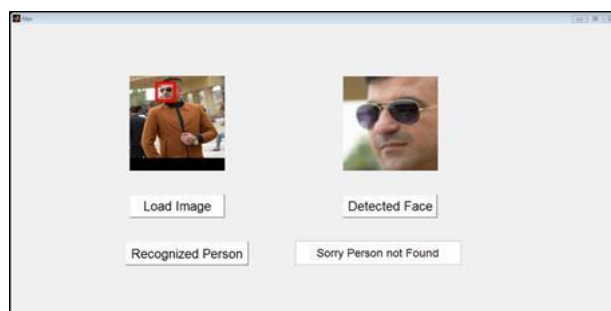 Load Image
Detected Face
Recognized Person
Sorry Person not Found